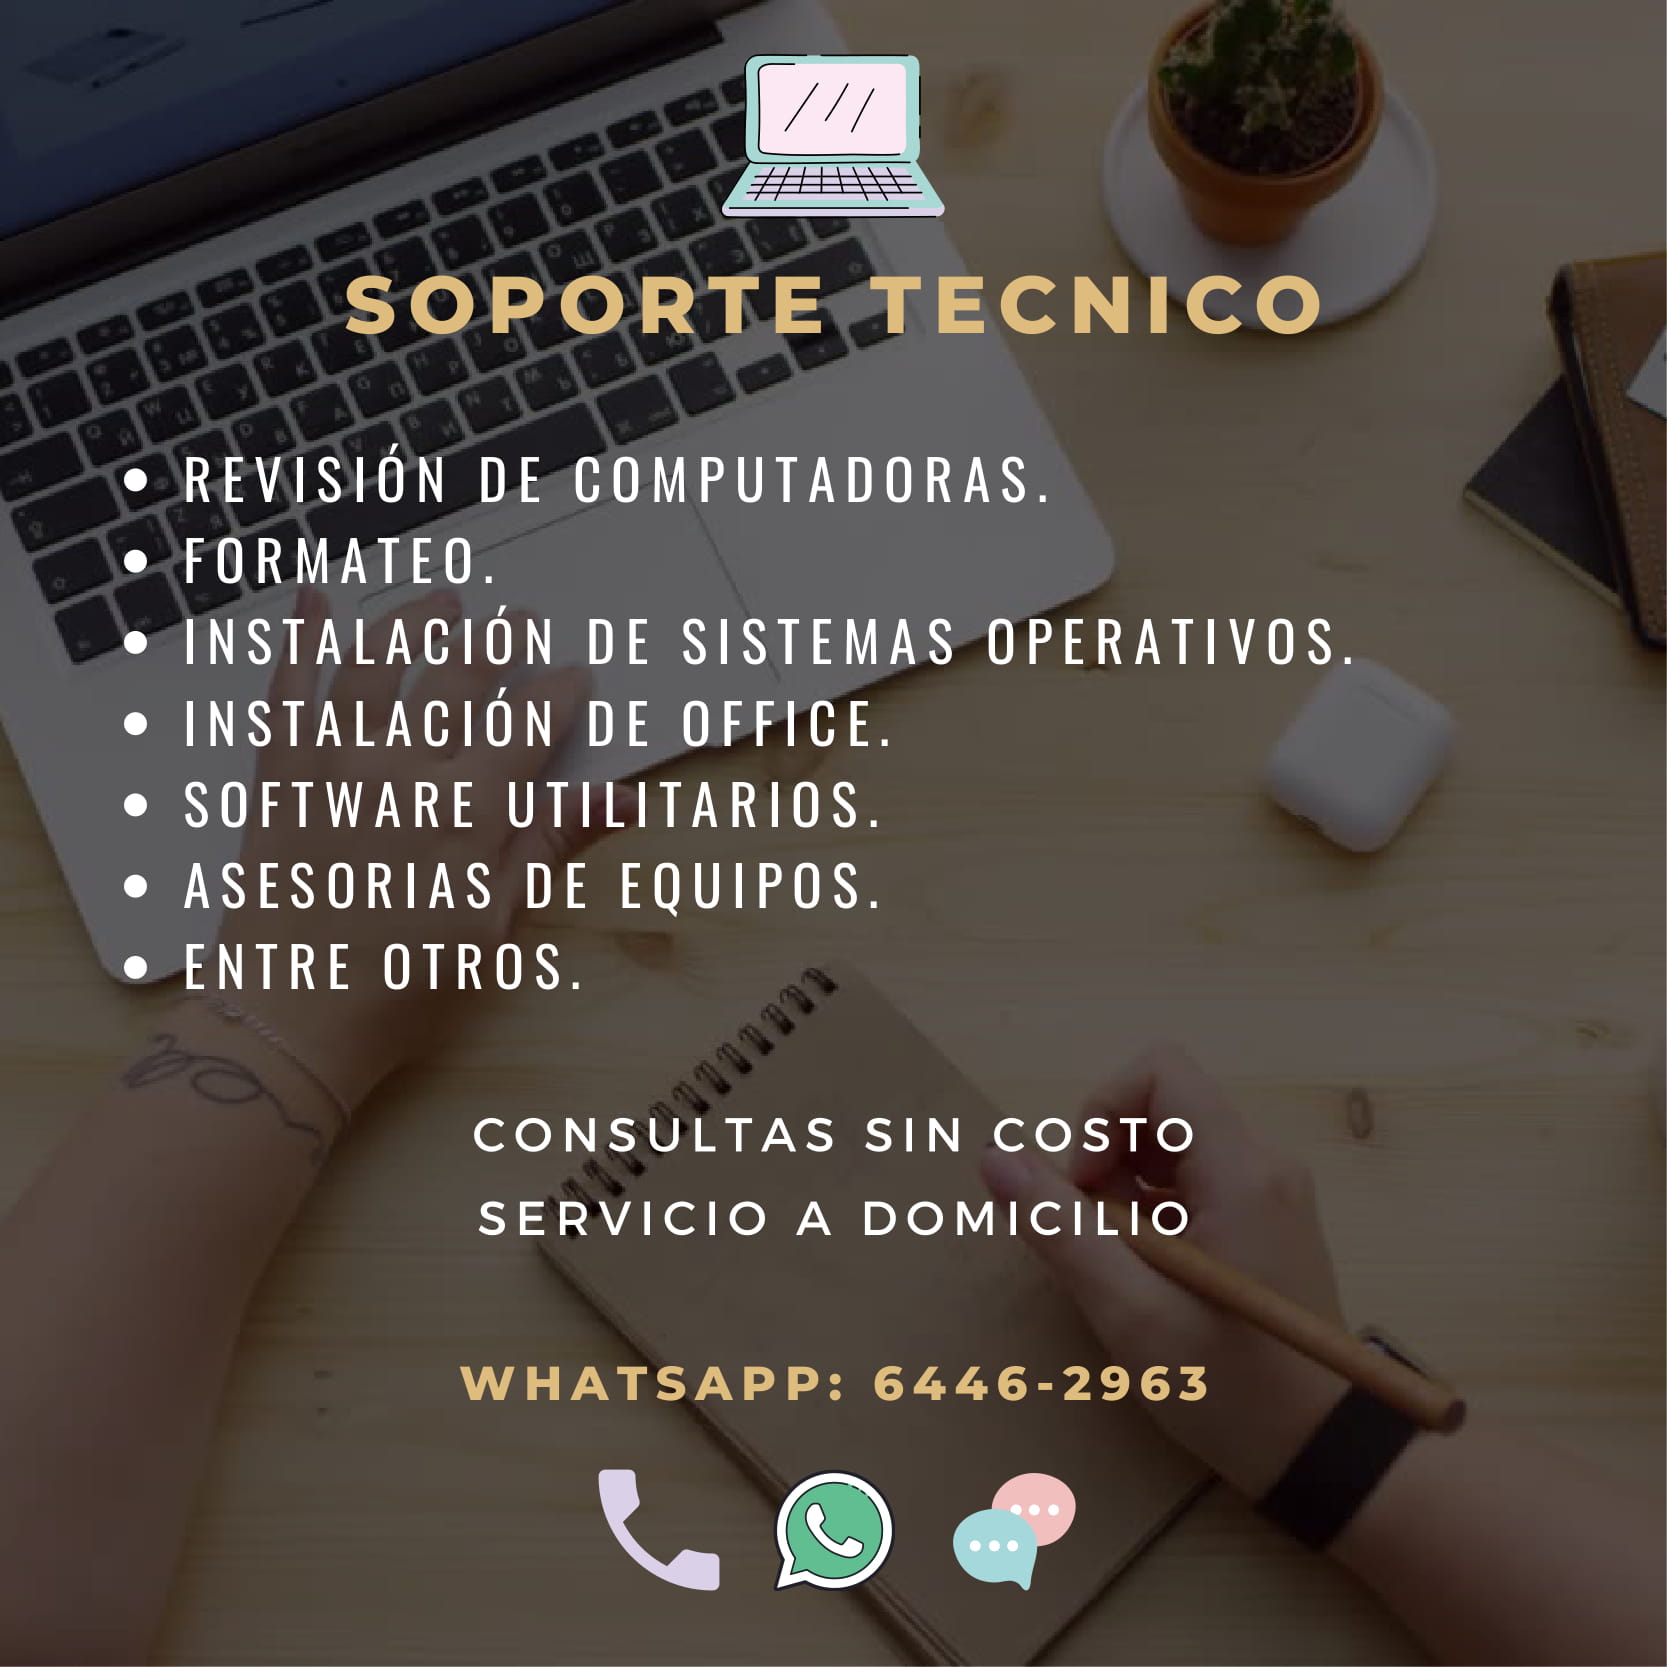 SOPORTE TECNICO
• REVISIÓN DE COMPUTADORAS.
• FORMATEO.
• INSTALACIÓN DE SISTEMAS OPERATIVOS.
• INSTALACIÓN DE OFFICE.
• SOFTWARE UTILITARIOS.
• ASESORIAS DE EQUIPOS.
• ENTRE OTROS.
CONSULTAS SIN COSTO
SERVICIO A DOMICILIO
WHATSAPP: 6446-2963